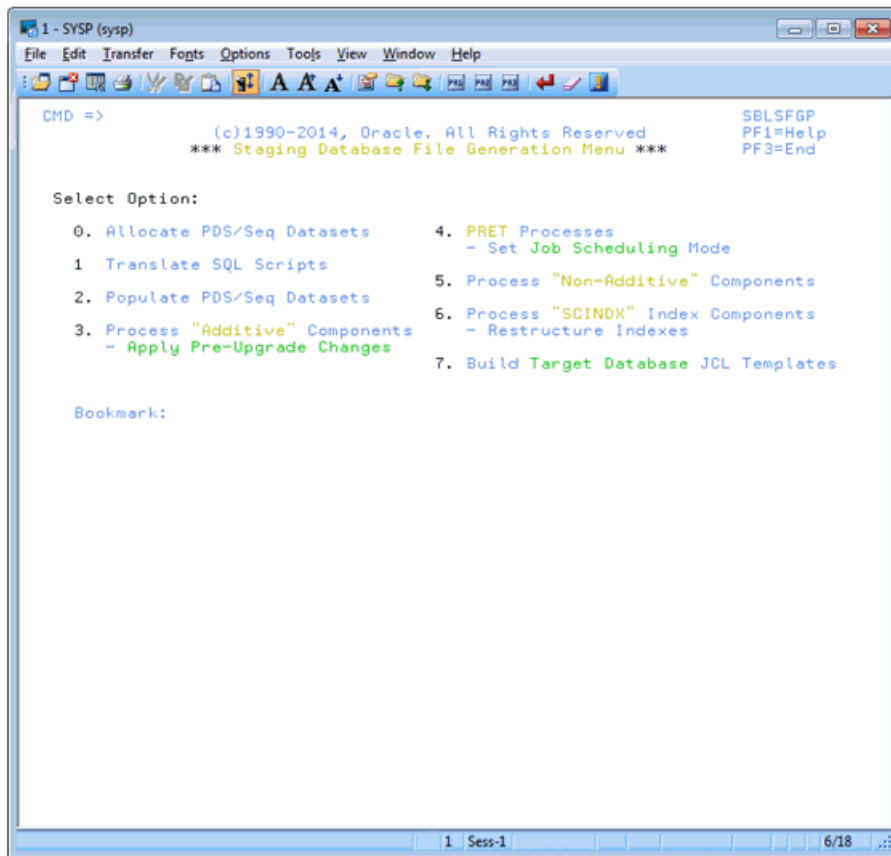 1 - SYSP (sysp)
File Edit Transfer Fonts Options Tools View Window Help
PA1 PA2 PA3
CMD => SBLSFGP
(c)1990-2014, Oracle. All Rights Reserved PF1=Help
*** Staging Database File Generation Menu *** PF3=End
Select Option:
0. Allocate PDS/Seq Datasets
1 Translate SQL Scripts
2. Populate PDS/Seq Datasets
3. Process "Additive" Components
- Apply Pre-Upgrade Changes
4. PRET Processes
- Set Job Scheduling Mode
5. Process "Non-Additive" Components
6. Process "SCINDX" Index Components
- Restructure Indexes
7. Build Target Database JCL Templates
Bookmark:
1 Sess-1 6/18